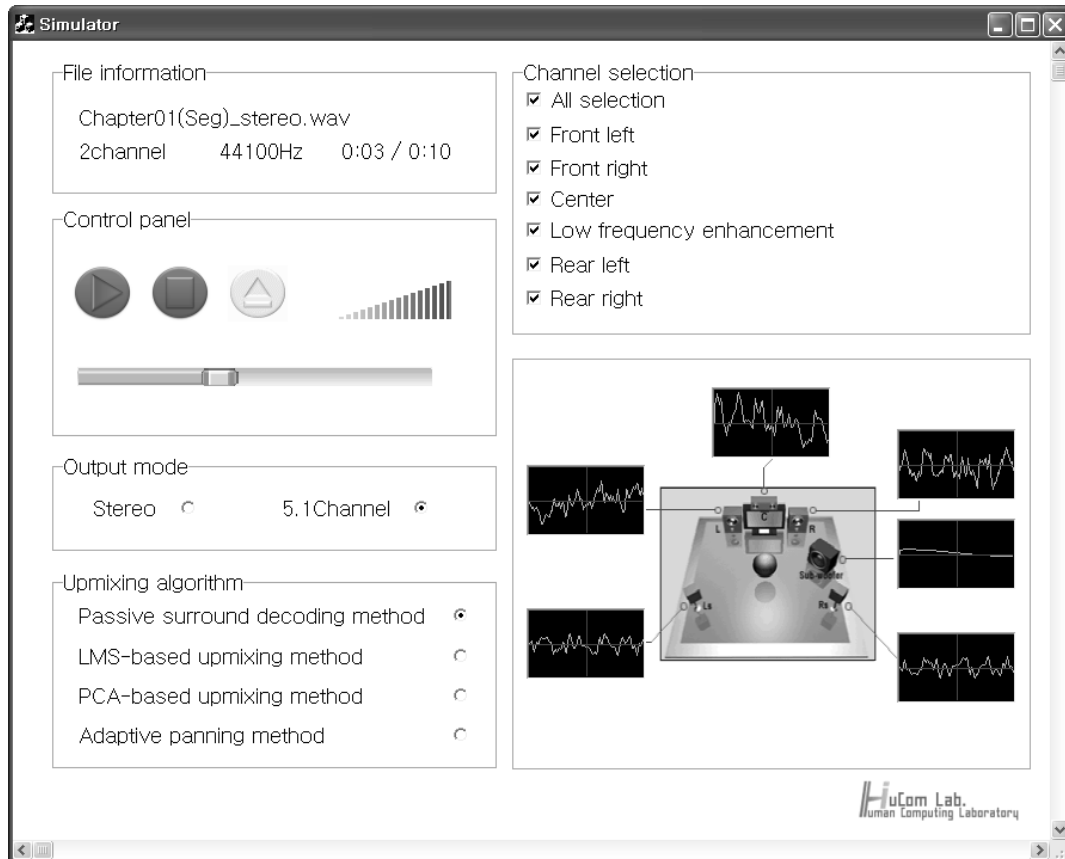 Simulator
File information
Chapter01(Seg)_stereo.wav
2channel 44100Hz 0:03 / 0:10
Control panel
Output mode
Stereo 5.1Channel
Upmixing algorithm
Passive surround decoding method
LMS-based upmixing method
PCA-based upmixing method
Adaptive panning method
Channel selection
All selection
Front left
Front right
Center
Low frequency enhancement
Rear left
Rear right
C
L R
Sub-woofer
Ls Rs
HuCom Lab.
Human Computing Laboratory